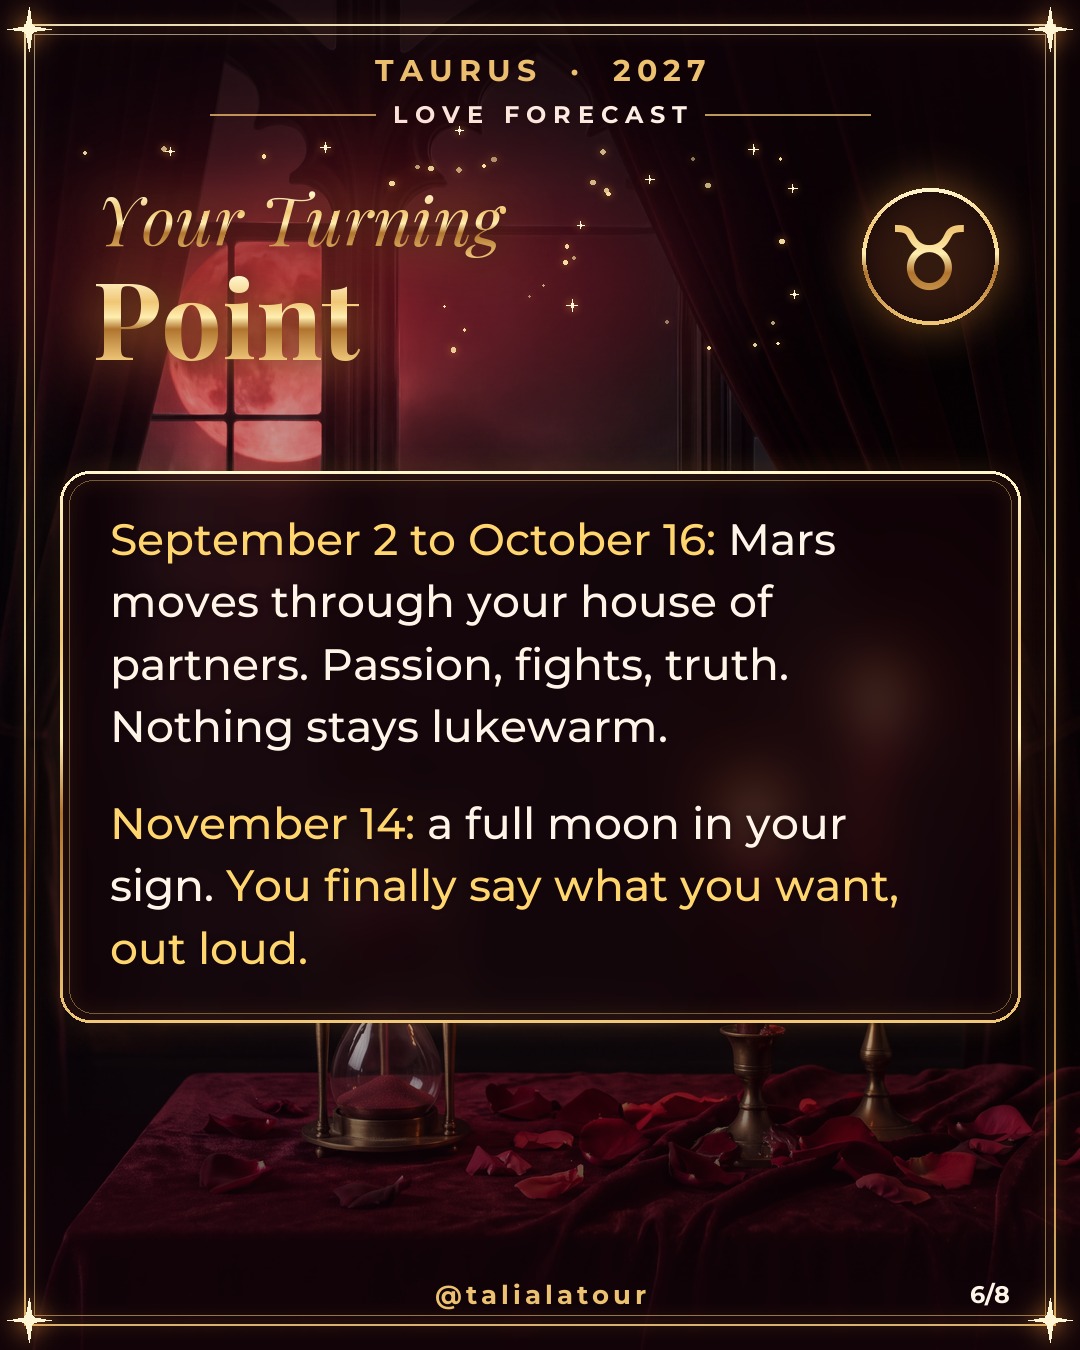 TAURUS · 2027
LOVE FORECAST
Your Turning
Point
September 2 to October 16: Mars
moves through your house of
partners. Passion, fights, truth.
Nothing stays lukewarm.
November 14: a full moon in your
sign. You finally say what you want,
out loud.
@talialatour
6/8